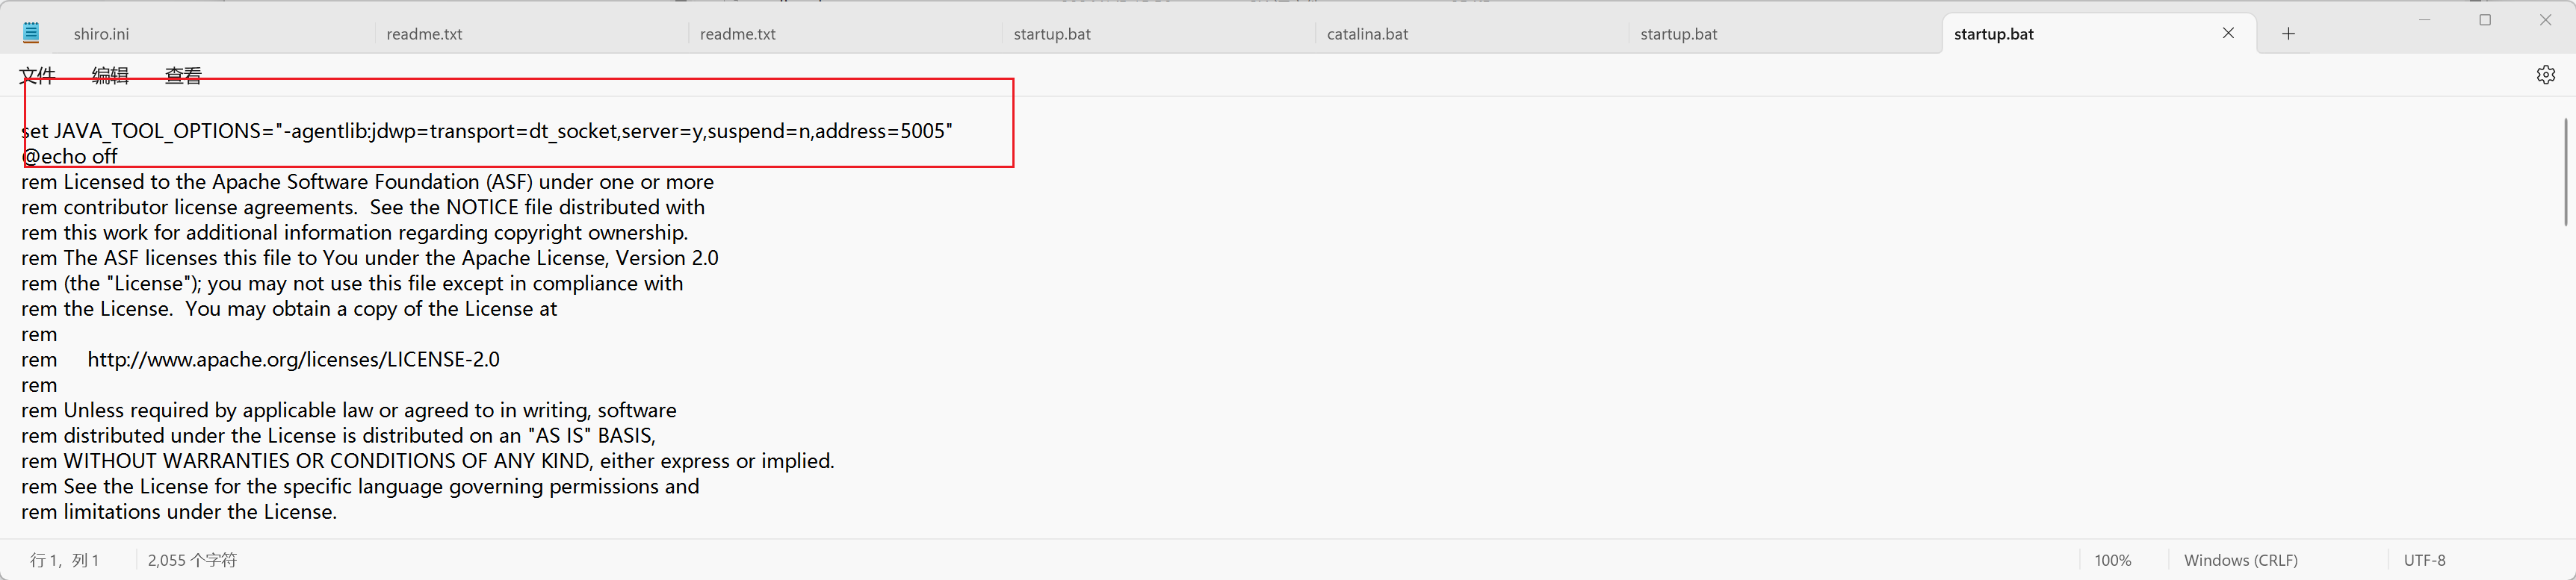 shiro.ini
readme.txt
readme.txt
startup.bat
catalina.bat
startup.bat
startup.bat
文件 编辑 查看
set JAVA_TOOL_OPTIONS="-agentlib:jdwp=transport=dt_socket,server=y,suspend=n,address=5005"
@echo off
rem Licensed to the Apache Software Foundation (ASF) under one or more
rem contributor license agreements.  See the NOTICE file distributed with
rem this work for additional information regarding copyright ownership.
rem The ASF licenses this file to You under the Apache License, Version 2.0
rem (the "License"); you may not use this file except in compliance with
rem the License.  You may obtain a copy of the License at
rem
rem     http://www.apache.org/licenses/LICENSE-2.0
rem
rem Unless required by applicable law or agreed to in writing, software
rem distributed under the License is distributed on an "AS IS" BASIS,
rem WITHOUT WARRANTIES OR CONDITIONS OF ANY KIND, either express or implied.
rem See the License for the specific language governing permissions and
rem limitations under the License.
行 1，列 1
2,055 个字符
100%
Windows (CRLF)
UTF-8